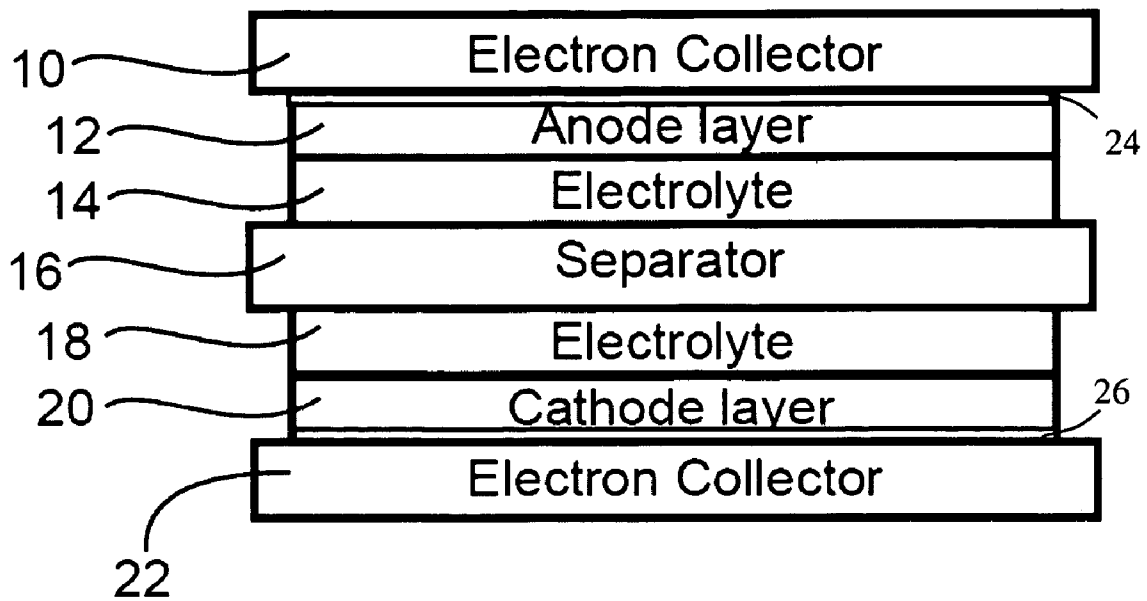 10 Electron Collector
12 Anode layer 24
14 Electrolyte
16 Separator
18 Electrolyte
20 Cathode layer 26
Electron Collector
22